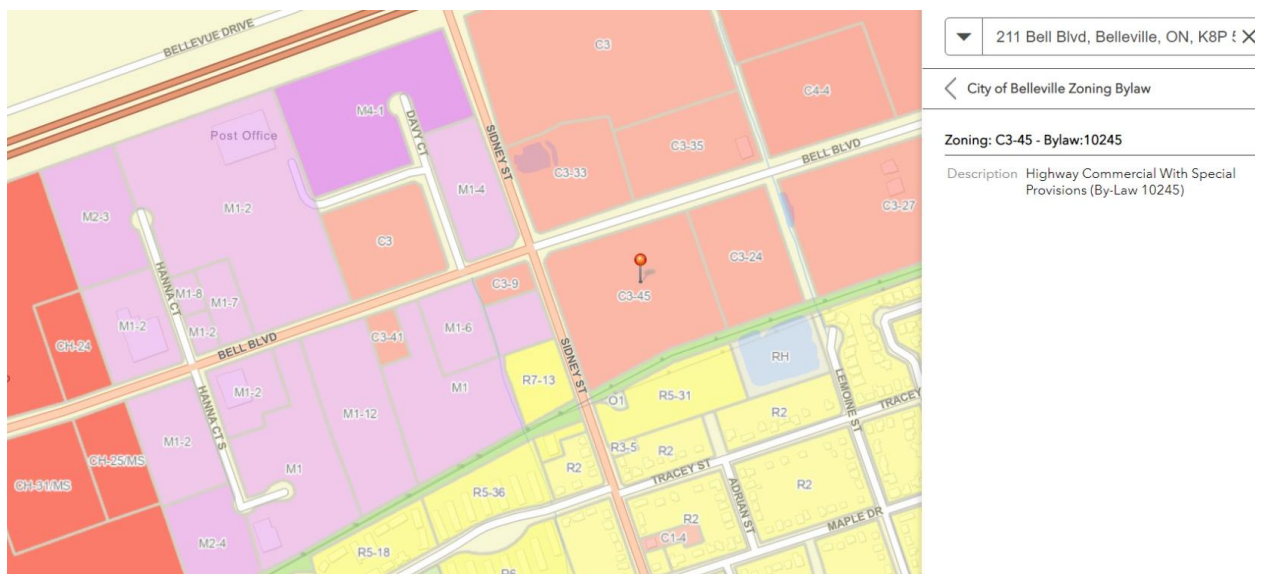 BELLEVUE DRIVE
C3
C4-4
M4-1
DAVY CT
Post Office
SIDNEY ST
C3-35
BELL BLVD
C3-33
M1-4
M2-3
M1-2
C3-27
C3
C3-24
HANNA CT
M1-8
M1-7
C3-9
C3-45
M1-2
M1-2
M1-6
CH-24
BELL BLVD
C3-41
SIDNEY ST
RH
R7-13
M1-2
M1
LEMOINE ST
R5-31
O1
TRACEY
M1-12
HANNA CT S
R2
M1-2
R3-5
R2
CH-25/MS
M1
R2
TRACEY ST
CH-31/MS
R5-36
ADRIAN ST
R2
R2
MAPLE DR
C1-4
M2-4
R5-18
211 Bell Blvd, Belleville, ON, K8P
City of Belleville Zoning Bylaw
Zoning: C3-45 - Bylaw:10245
Description Highway Commercial With Special
Provisions (By-Law 10245)